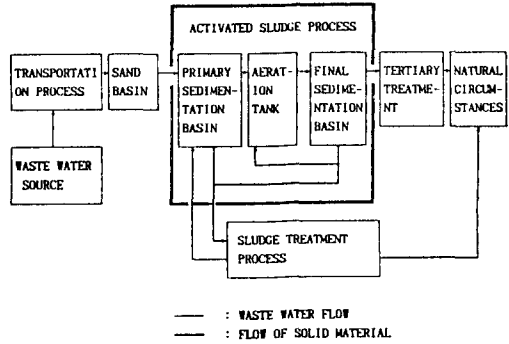 ACTIVATED SLUDGE PROCESS
TRANSPORTATI
ON PROCESS
SAND
BASIN
PRIMARY
SEDIMEN-
TATION
BASIN
AERAT-
ION
TANK
FINAL
SEDIME-
NTATION
BASIN
TERTIARY
TREATME-
NT
NATURAL
CIRCUM-
STANCES
WASTE WATER
SOURCE
SLUDGE TREATMENT
PROCESS
: WASTE WATER FLOW
: FLOW OF SOLID MATERIAL